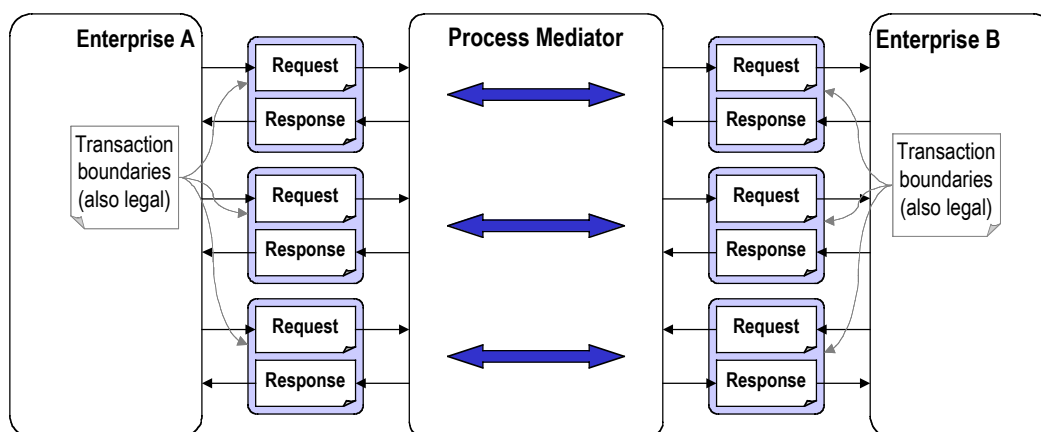 Enterprise A
Process Mediator
Enterprise B
Request
Response
Request
Response
Transaction
boundaries
(also legal)
Transaction
boundaries
(also legal)
Request
Response
Request
Response
Request
Response
Request
Response